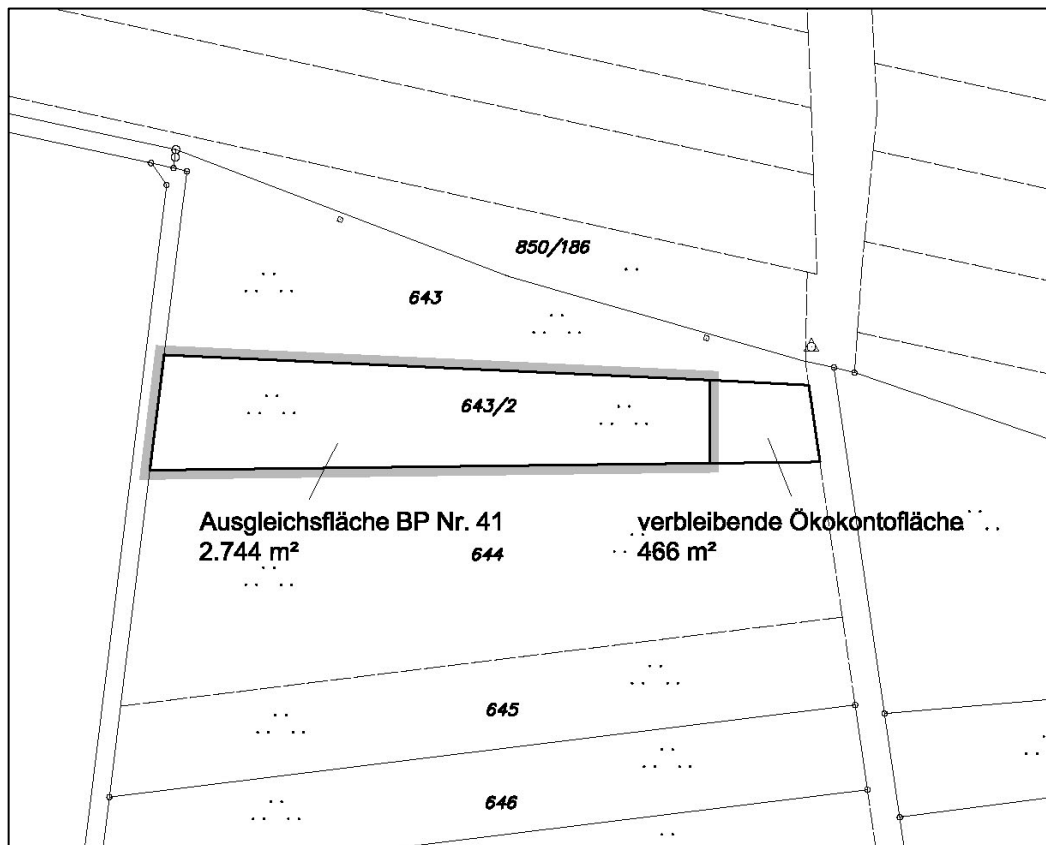 850/186
643
643/2
Ausgleichsfläche BP Nr. 41
2.744 m²
verbleibende Ökokontofläche
466 m²
644
645
646